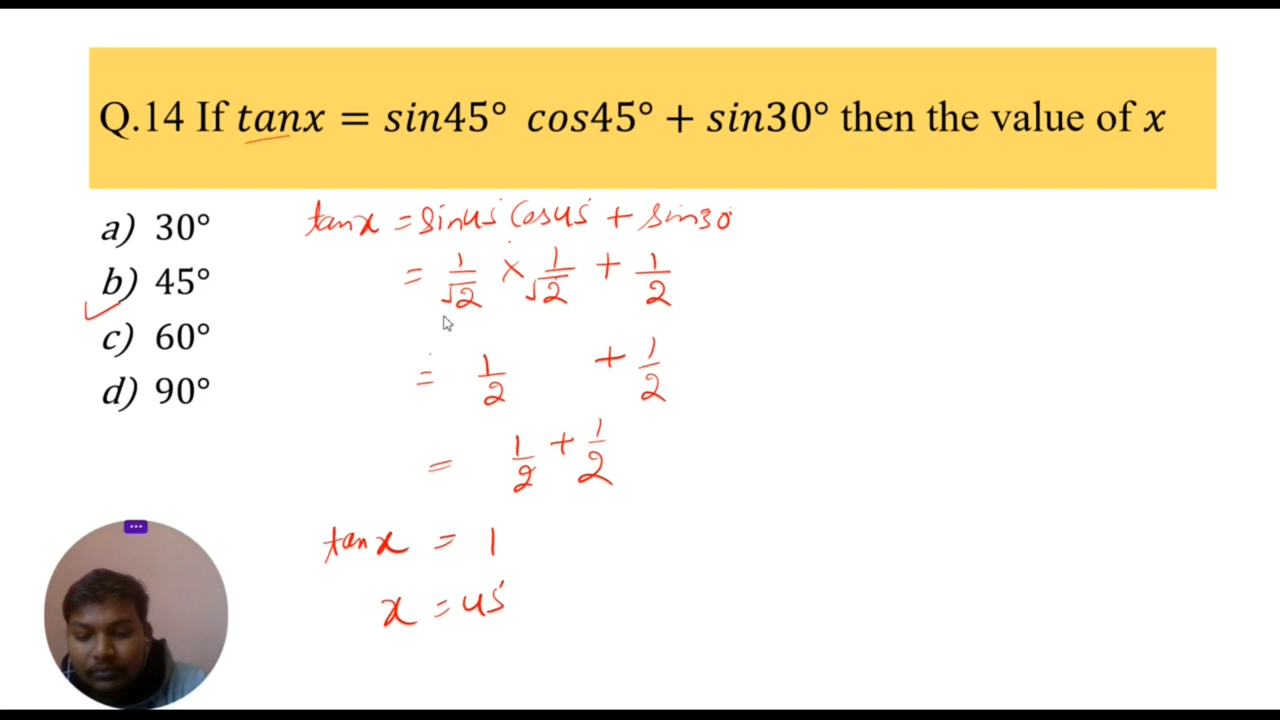 Q.14 If tanx = sin45° cos45° + sin30° then the value of x
a) 30°
b) 45°
c) 60°
d) 90°
tanx = sin45° cos45° + sin30°
= 1/√2 × 1/√2 + 1/2
= 1/2 + 1/2
= 1/2 + 1/2
tanx = 1
x = 45°